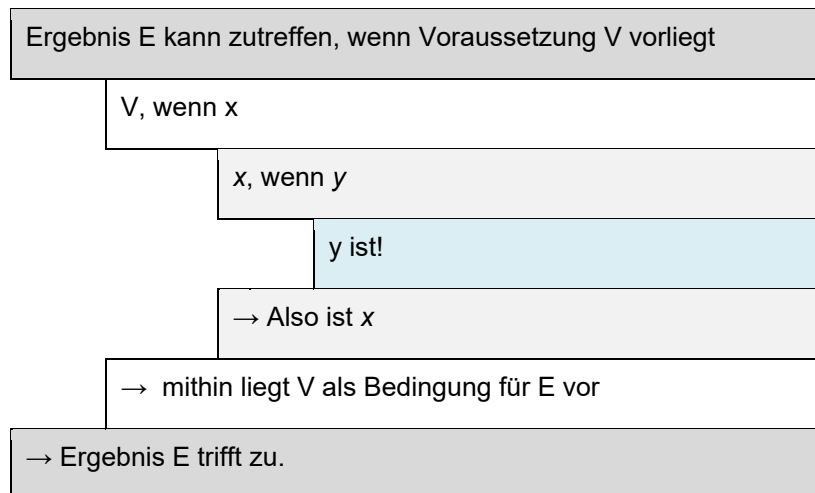 Ergebnis E kann zutreffen, wenn Voraussetzung V vorliegt
V, wenn x
x, wenn y
y ist!
→ Also ist x
→ mithin liegt V als Bedingung für E vor
→ Ergebnis E trifft zu.